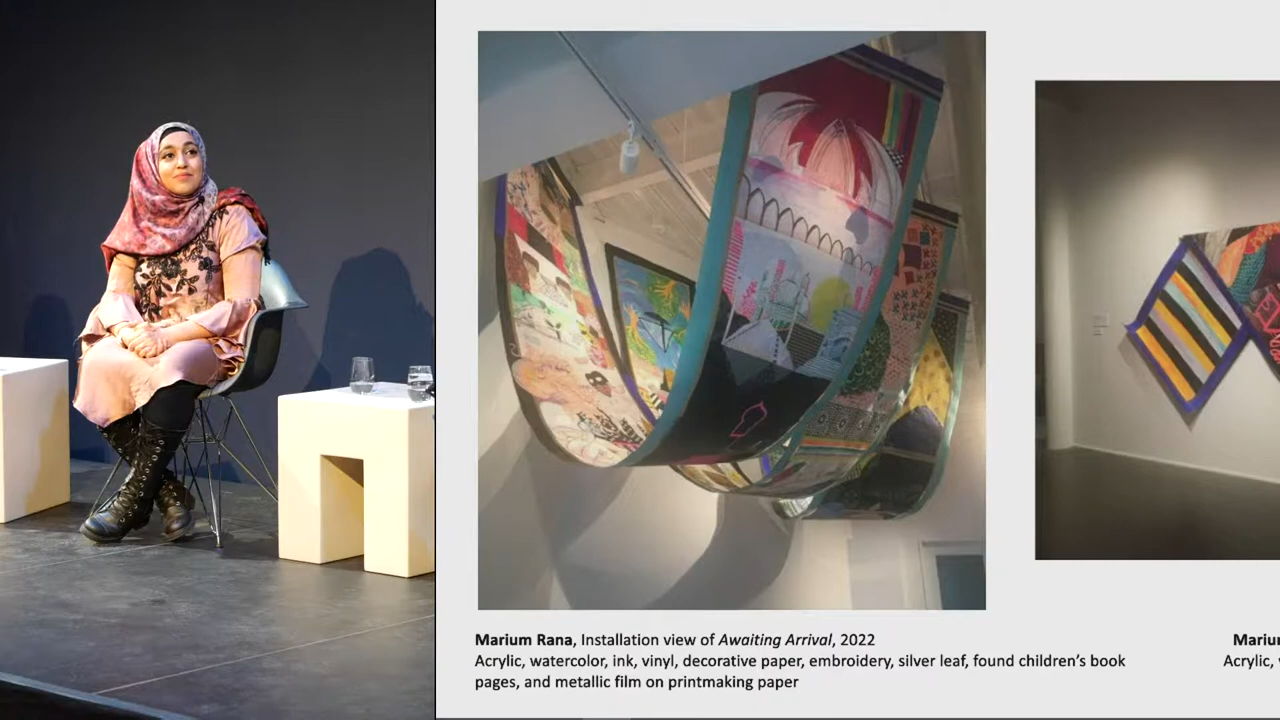 Marium Rana, Installation view of Awaiting Arrival, 2022
Acrylic, watercolor, ink, vinyl, decorative paper, embroidery, silver leaf, found children’s book
pages, and metallic film on printmaking paper
Mariu
Acrylic,